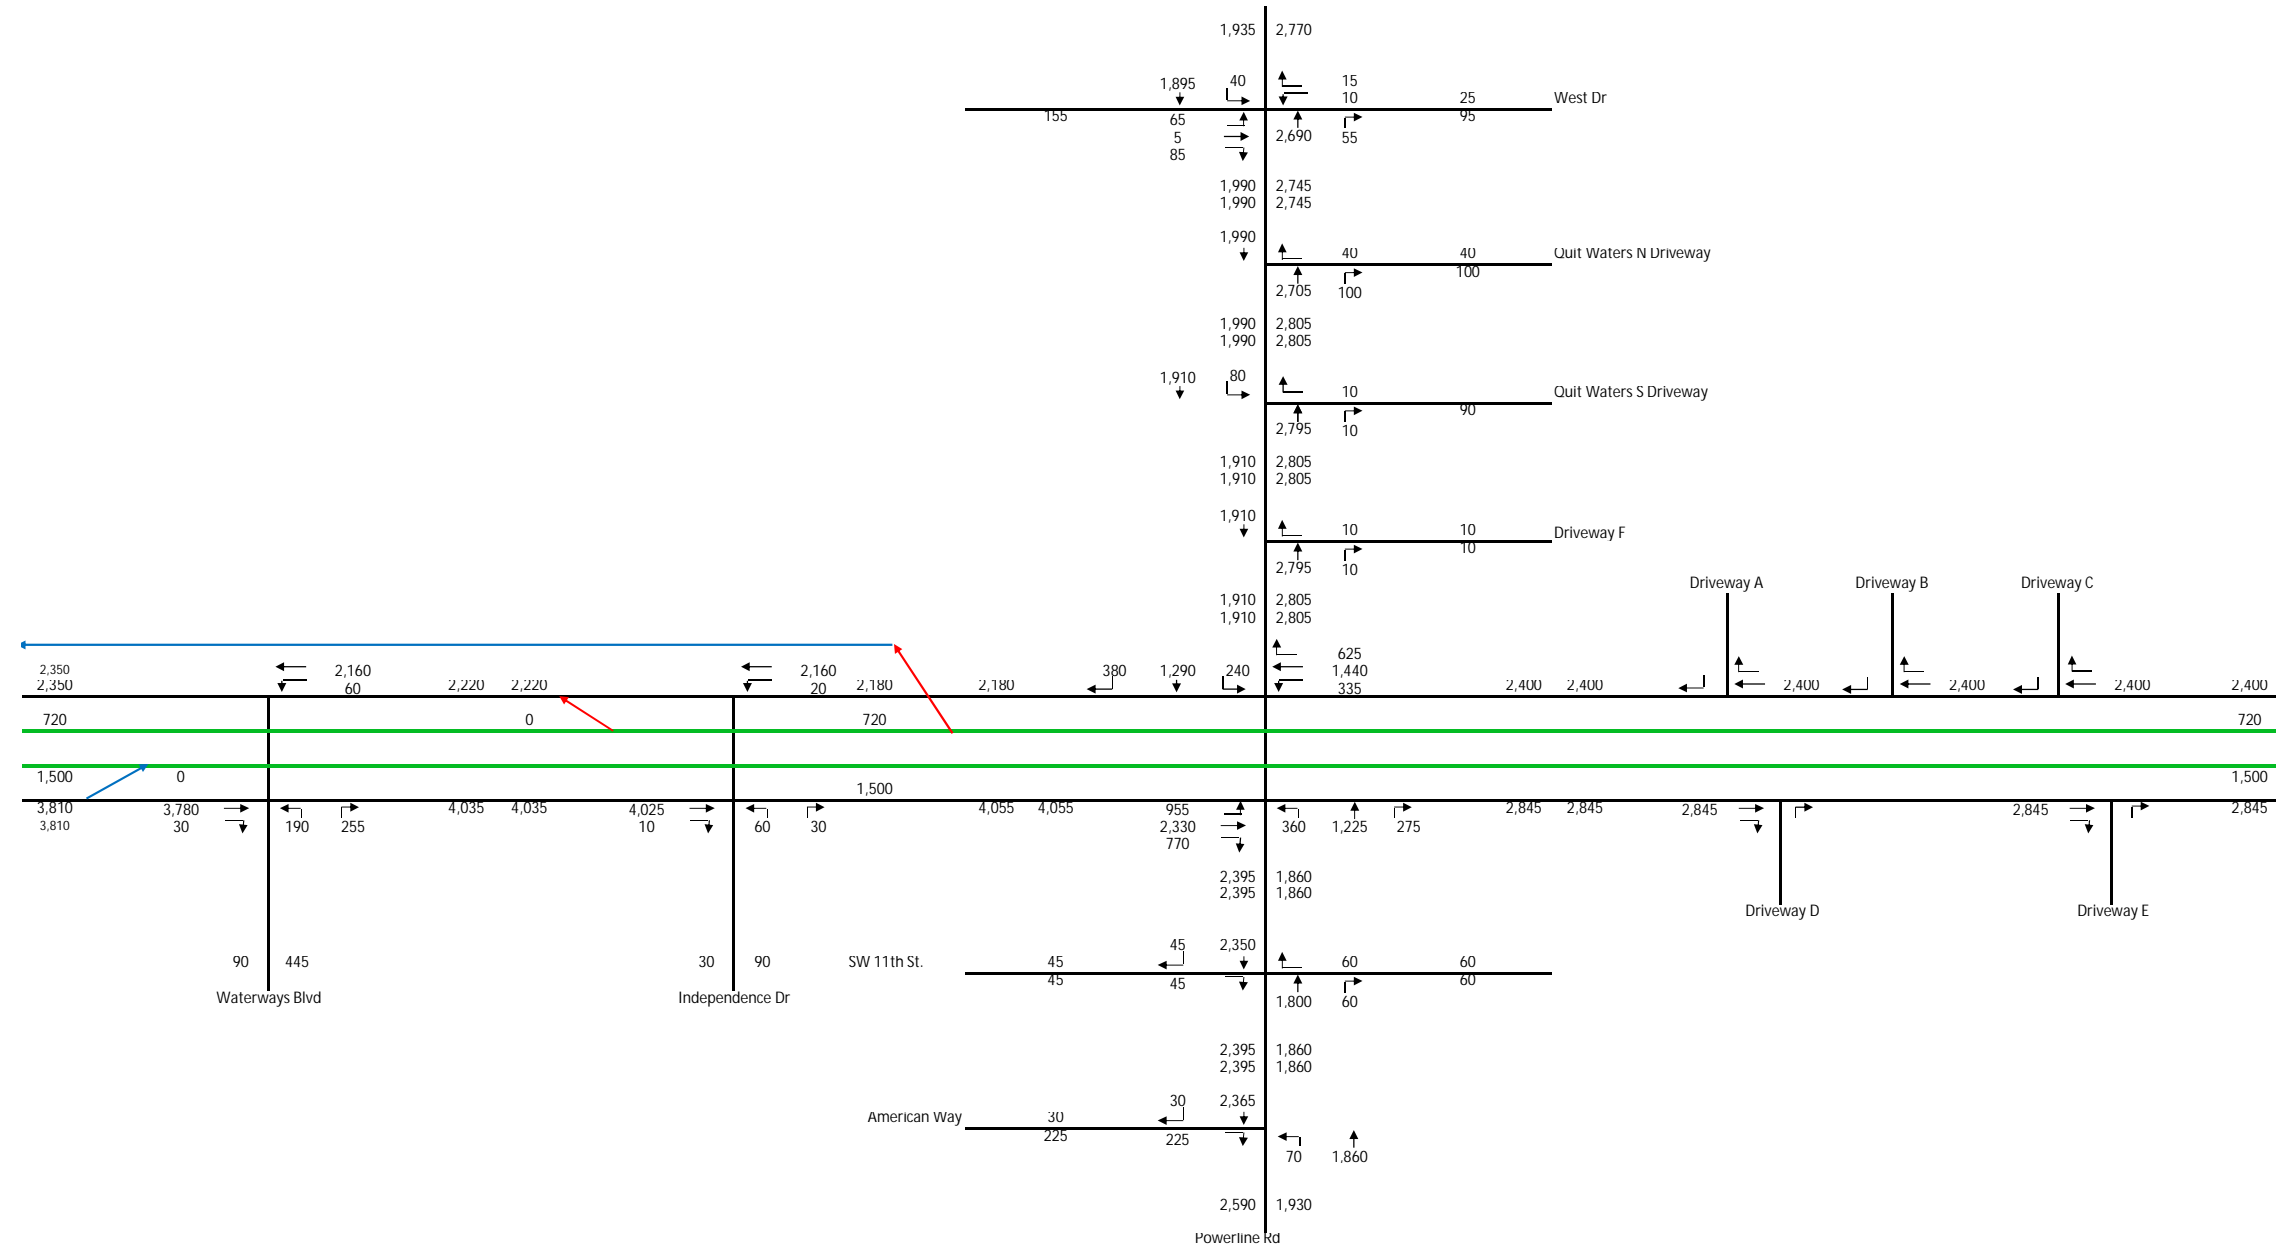 1,935 2,770
1,895 40 15
10 25 West Dr
155 65 95
5 2,690 55
85
1,990 2,745
1,990 2,745
1,990
40 40 Quit Waters N Driveway
100
2,705 100
1,990 2,805
1,990 2,805
1,910 80
10 Quit Waters S Driveway
90
2,795 10
1,910 2,805
1,910 2,805
1,910
10 10 Driveway F
10
2,795 10
Driveway A Driveway B Driveway C
1,910 2,805
1,910 2,805
625
2,350 2,160 2,160 380 1,290 240 1,440
2,350 60 2,220 2,220 20 2,180 2,180 335 2,400 2,400 2,400 2,400 2,400 2,400
720 0 720 720
1,500 0 1,500
1,500
3,810 3,780 4,035 4,035 4,025 4,055 4,055 955 2,845 2,845 2,845 2,845 2,845
3,810 30 190 255 10 60 30 2,330 360 1,225 275
770
2,395 1,860
2,395 1,860
Driveway D Driveway E
45 2,350
90 445 30 90 SW 11th St. 45 60 60
45 45 60
1,800 60
Waterways Blvd Independence Dr
2,395 1,860
2,395 1,860
30 2,365
American Way 30
225 225
70 1,860
2,590 1,930
Powerline Rd